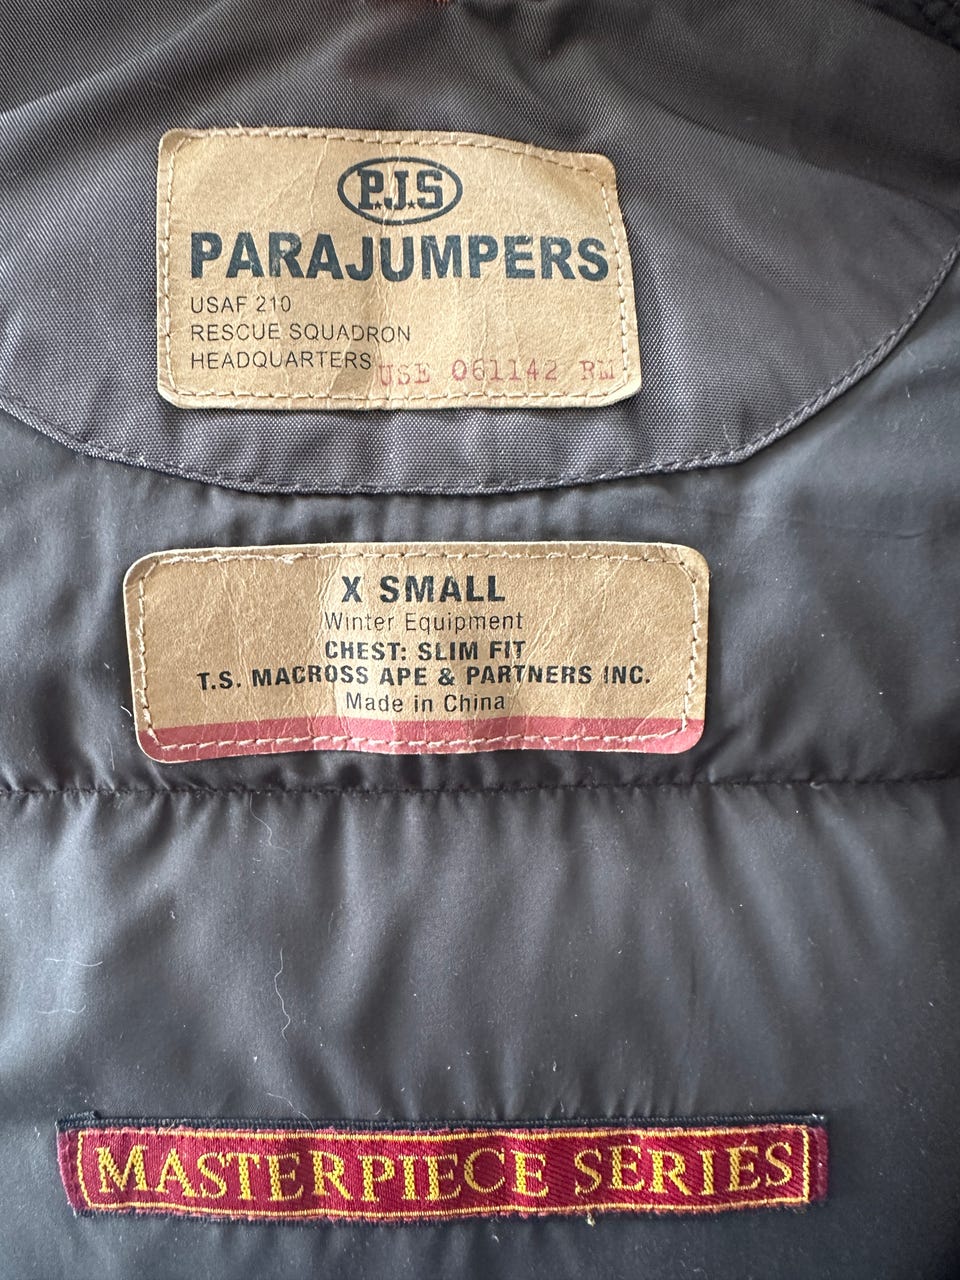 P.J.S
PARAJUMPERS
USAF 210
RESCUE SQUADRON
HEADQUARTERS
USE 061142 RM
X SMALL
Winter Equipment
CHEST: SLIM FIT
T.S. MACROSS APE & PARTNERS INC.
Made in China
MASTERPIECE SERIES